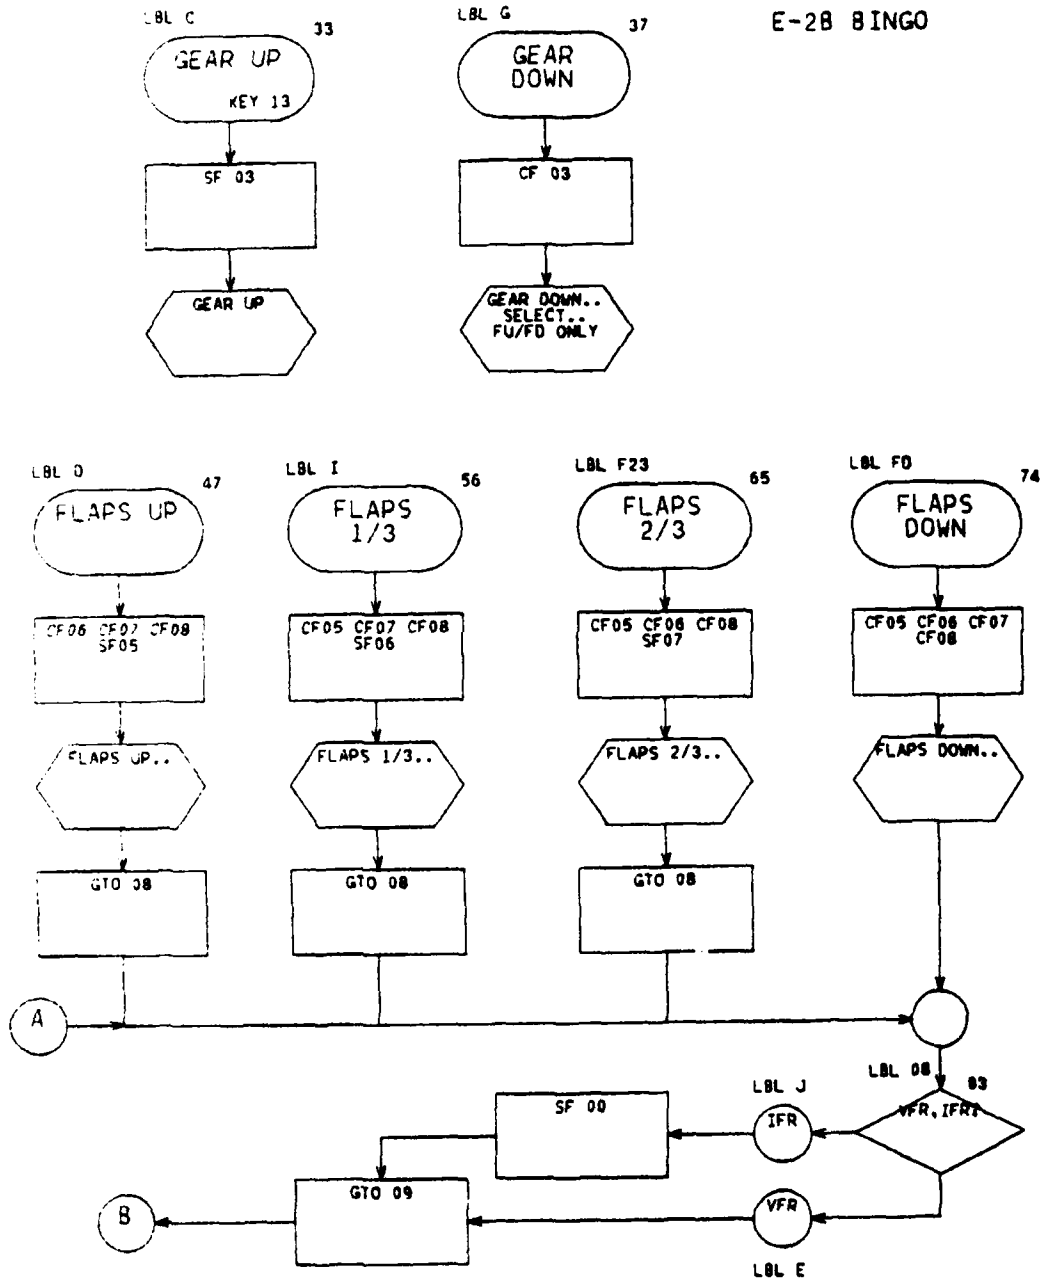 E-2B BINGO
LBL C
33
GEAR UP
KEY 13
SF 03
GEAR UP
LBL G
37
GEAR
DOWN
CF 03
GEAR DOWN..
SELECT..
FU/FD ONLY
LBL D
47
FLAPS UP
CF06 CF07 CF08
SF05
FLAPS UP..
GTO 08
LBL I
56
FLAPS
1/3
CF05 CF07 CF08
SF06
FLAPS 1/3..
GTO 08
LBL F23
65
FLAPS
2/3
CF05 CF06 CF08
SF07
FLAPS 2/3..
GTO 08
LBL FD
74
FLAPS
DOWN
CF05 CF06 CF07
CF08
FLAPS DOWN..
A
LBL 08
83
VFR,IFR?
LBL J
IFR
SF 00
GTO 09
VFR
LBL E
B